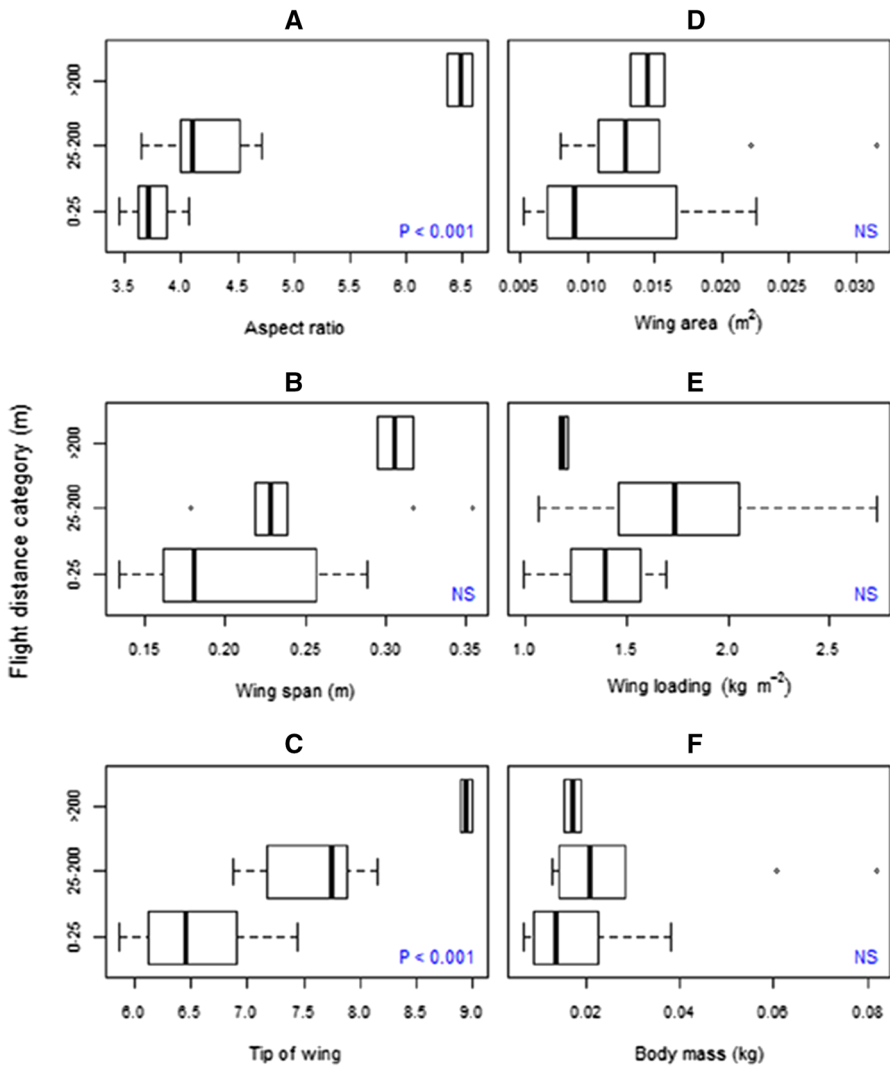 Flight distance category (m)
A
>200
25-200
0-25
P < 0.001
3.5 4.0 4.5 5.0 5.5 6.0 6.5
Aspect ratio
D
NS
0.005 0.010 0.015 0.020 0.025 0.030
Wing area (m²)
B
>200
25-200
0-25
NS
0.15 0.20 0.25 0.30 0.35
Wing span (m)
E
NS
1.0 1.5 2.0 2.5
Wing loading (kg m⁻²)
C
>200
25-200
0-25
P < 0.001
6.0 6.5 7.0 7.5 8.0 8.5 9.0
Tip of wing
F
NS
0.02 0.04 0.06 0.08
Body mass (kg)